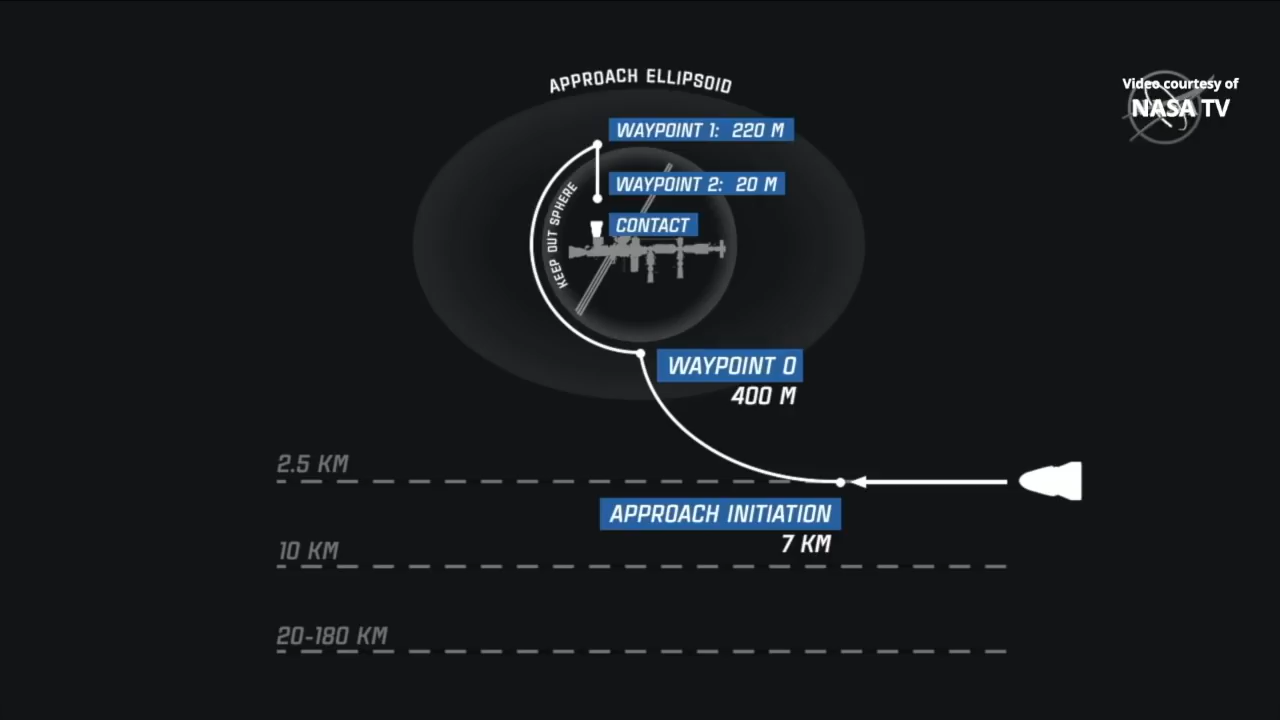 APPROACH ELLIPSOID
Video courtesy of
NASA TV
WAYPOINT 1: 220 M
WAYPOINT 2: 20 M
KEEP OUT SPHERE
CONTACT
WAYPOINT 0
400 M
2.5 KM
APPROACH INITIATION
7 KM
10 KM
20-180 KM